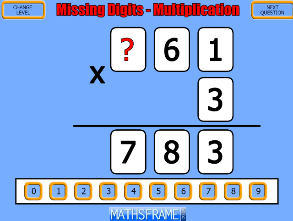 CHANGE LEVEL
Missing Digits - Multiplication
NEXT QUESTION
? 6 1
x 3
7 8 3
0 1 2 3 4 5 6 7 8 9
MATHSFRAME